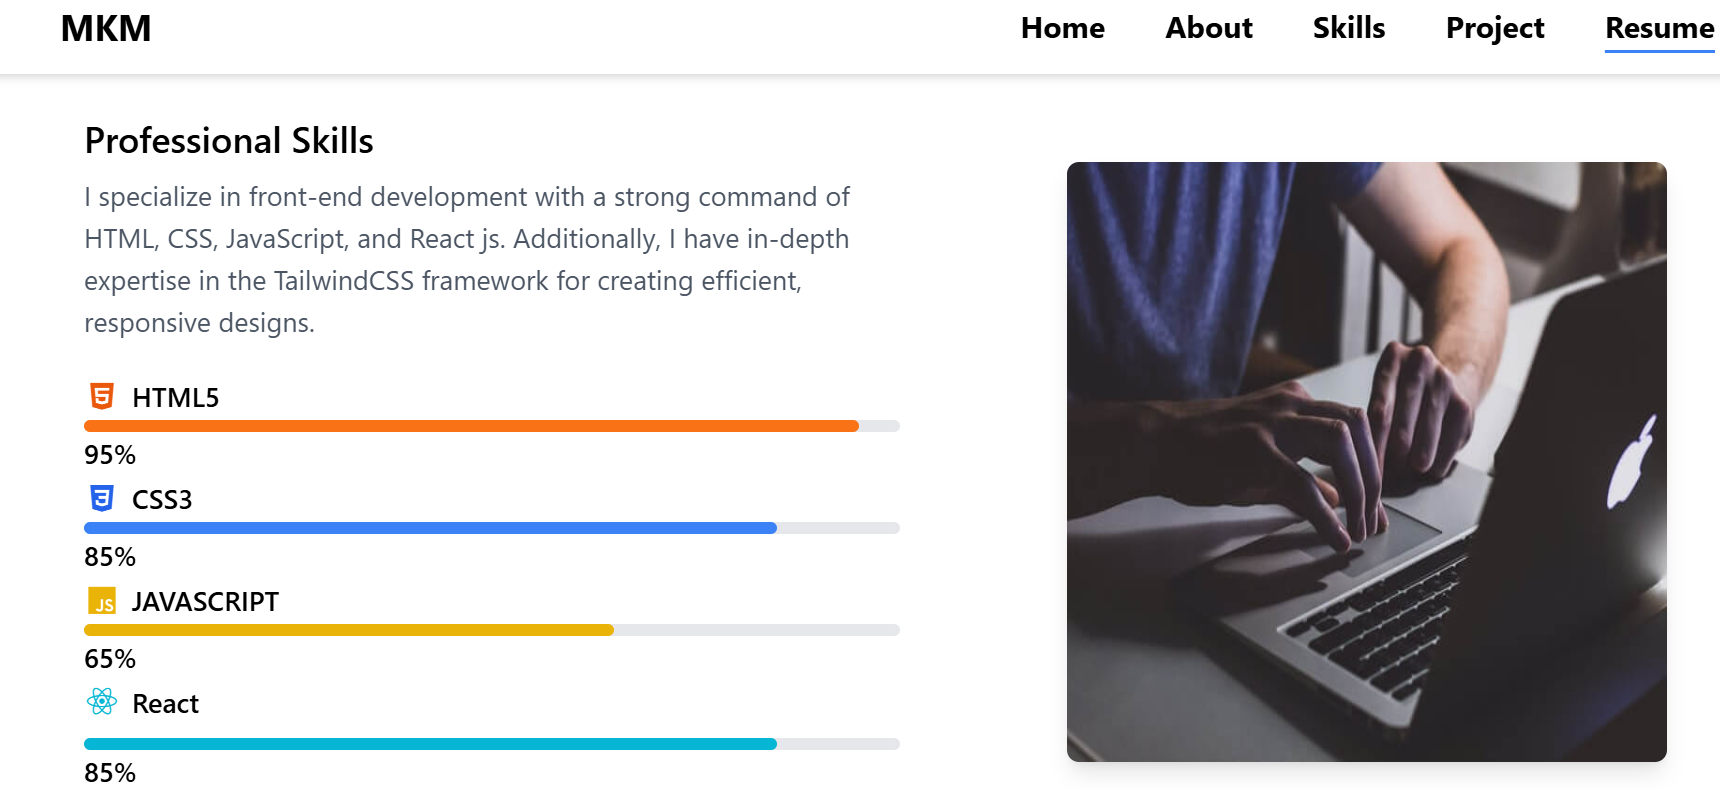 MKM
Home About Skills Project Resume
Professional Skills
I specialize in front-end development with a strong command of
HTML, CSS, JavaScript, and React js. Additionally, I have in-depth
expertise in the TailwindCSS framework for creating efficient,
responsive designs.
5 HTML5
95%
3 CSS3
85%
JS JAVASCRIPT
65%
React
85%